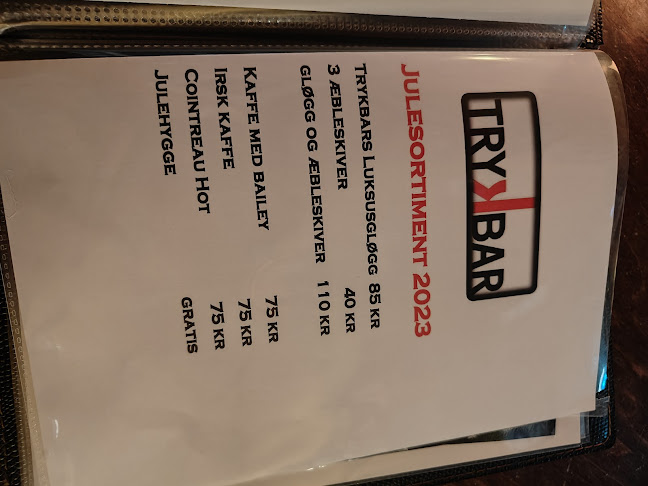 TRYKBAR
JULESORTIMENT 2023
TRYKBARS LUKSUSGLØGG 85 KR
3 ÆBLESKIVER 40 KR
GLØGG OG ÆBLESKIVER 110 KR
KAFFE MED BAILEY 75 KR
IRSK KAFFE 75 KR
COINTREAU HOT 75 KR
JULEHYGGE GRATIS